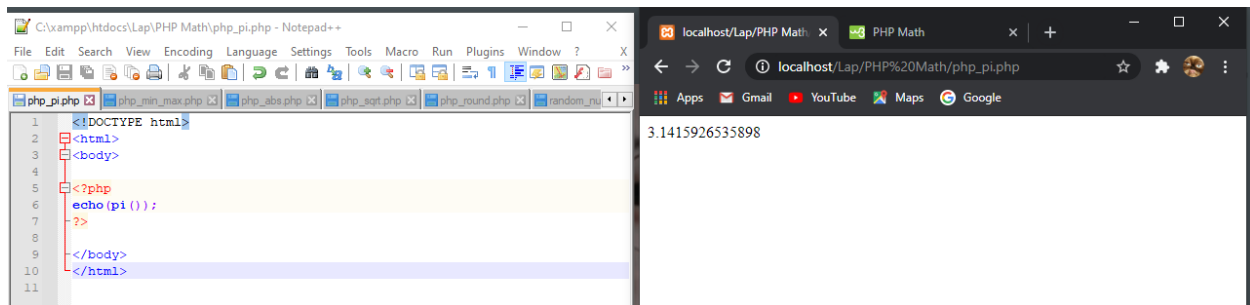 C:\xampp\htdocs\Lap\PHP Math\php_pi.php - Notepad++
File Edit Search View Encoding Language Settings Tools Macro Run Plugins Window ? X
php_pi.php php_min_max.php php_abs.php php_sqrt.php php_round.php random_nu
1 <!DOCTYPE html>
2 <html>
3 <body>
4
5 <?php
6 echo(pi());
7 ?>
8
9 </body>
10 </html>
11
localhost/Lap/PHP Math PHP Math
localhost/Lap/PHP%20Math/php_pi.php
Apps Gmail YouTube Maps Google
3.1415926535898